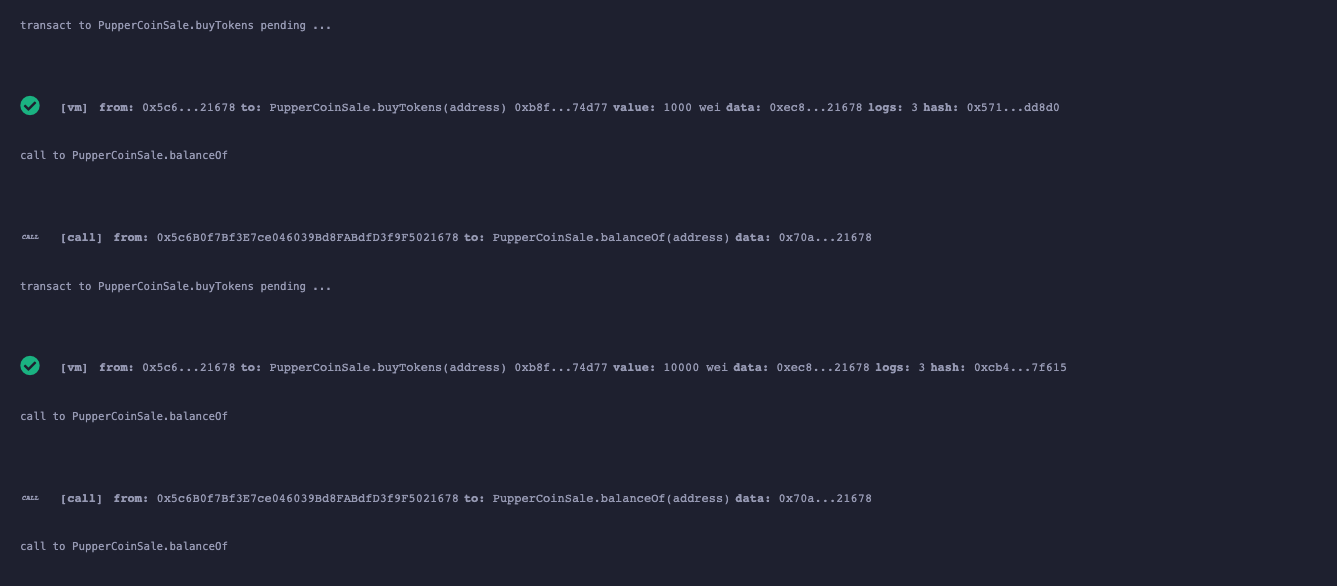 transact to PupperCoinSale.buyTokens pending ...
[vm] from: 0x5c6...21678 to: PupperCoinSale.buyTokens(address) 0xb8f...74d77 value: 1000 wei data: 0xec8...21678 logs: 3 hash: 0x571...dd8d0
call to PupperCoinSale.balanceOf
CALL [call] from: 0x5c6B0f7Bf3E7ce046039Bd8FABdfD3f9F5021678 to: PupperCoinSale.balanceOf(address) data: 0x70a...21678
transact to PupperCoinSale.buyTokens pending ...
[vm] from: 0x5c6...21678 to: PupperCoinSale.buyTokens(address) 0xb8f...74d77 value: 10000 wei data: 0xec8...21678 logs: 3 hash: 0xcb4...7f615
call to PupperCoinSale.balanceOf
CALL [call] from: 0x5c6B0f7Bf3E7ce046039Bd8FABdfD3f9F5021678 to: PupperCoinSale.balanceOf(address) data: 0x70a...21678
call to PupperCoinSale.balanceOf